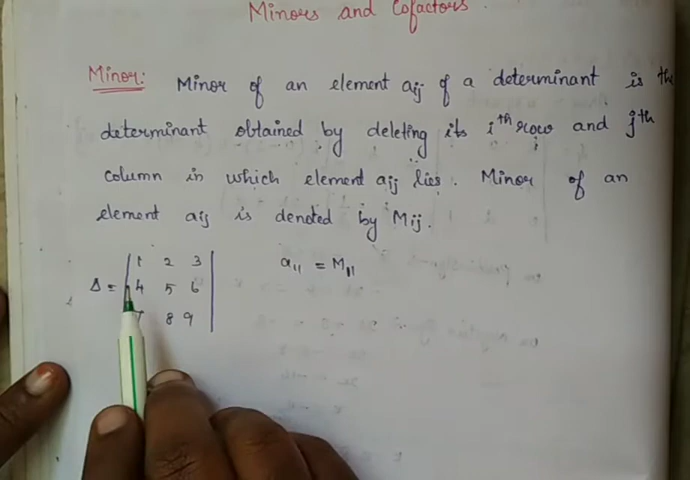 Minors and Cofactors.
Minor: Minor of an element aij of a determinant is the
determinant obtained by deleting its ith row and jth
column in which element aij lies. Minor of an
element aij is denoted by Mij.
| 1 2 3 | a11 = M11
Δ = | 4 5 6 |
| 7 8 9 |